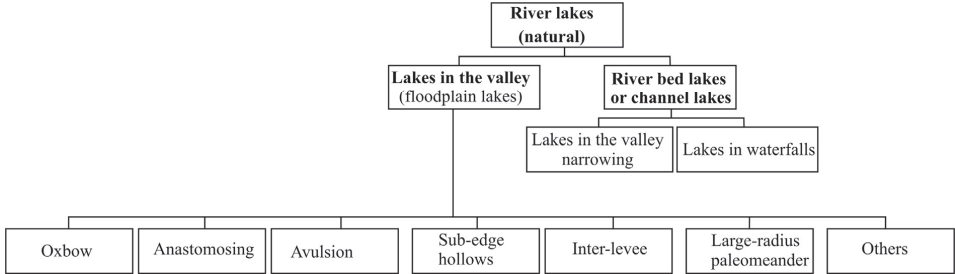 River lakes
(natural)
Lakes in the valley
(floodplain lakes)
River bed lakes
or channel lakes
Lakes in the valley
narrowing
Lakes in waterfalls
Oxbow
Anastomosing
Avulsion
Sub-edge
hollows
Inter-levee
Large-radius
paleomeander
Others